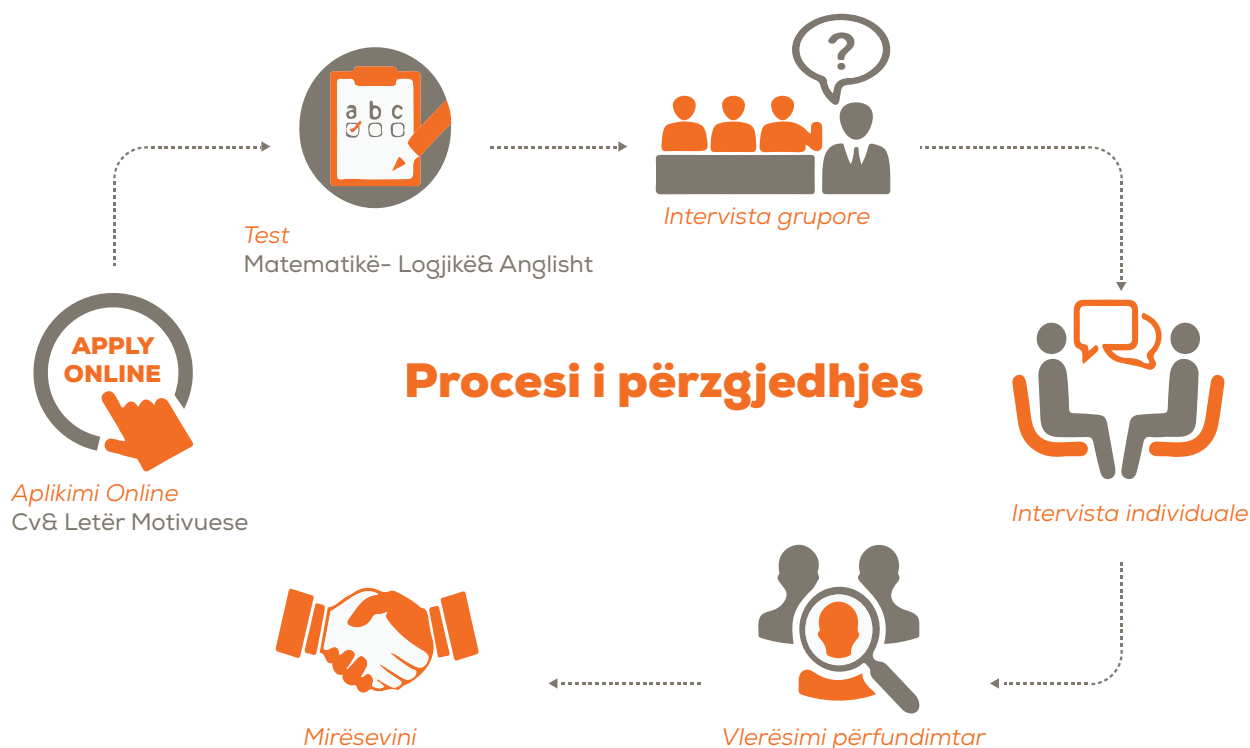 ?
a b c
Intervista grupore
Test
Matematikë- Logjikë& Anglisht
APPLY
ONLINE
Procesi i përzgjedhjes
Aplikimi Online
Cv& Letër Motivuese
Intervista individuale
Mirësevini
Vlerësimi përfundimtar